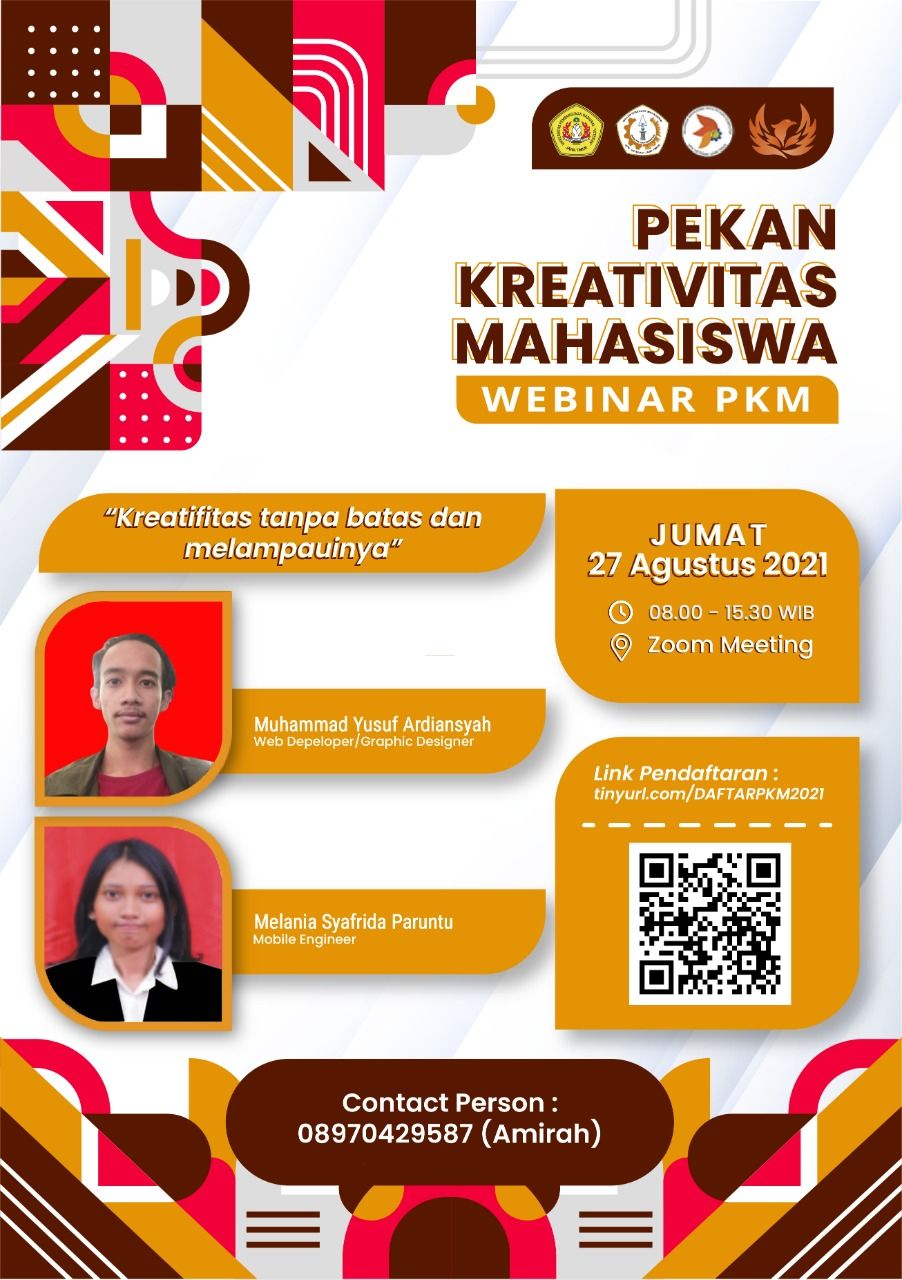 PEKAN
KREATIVITAS
MAHASISWA
WEBINAR PKM
“Kreatifitas tanpa batas dan
melampauinya”
JUMAT
27 Agustus 2021
08.00 - 15.30 WIB
Zoom Meeting
Muhammad Yusuf Ardiansyah
Web Depeloper/Graphic Designer
Link Pendaftaran :
tinyurl.com/DAFTARPKM2021
Melania Syafrida Paruntu
Mobile Engineer
Contact Person :
08970429587 (Amirah)